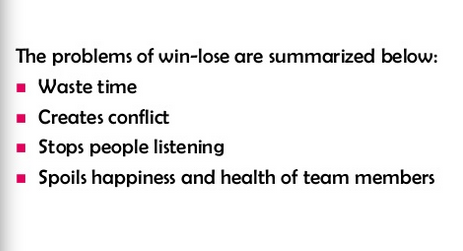 The problems of win-lose are summarized below:
■ Waste time
■ Creates conflict
■ Stops people listening
■ Spoils happiness and health of team members